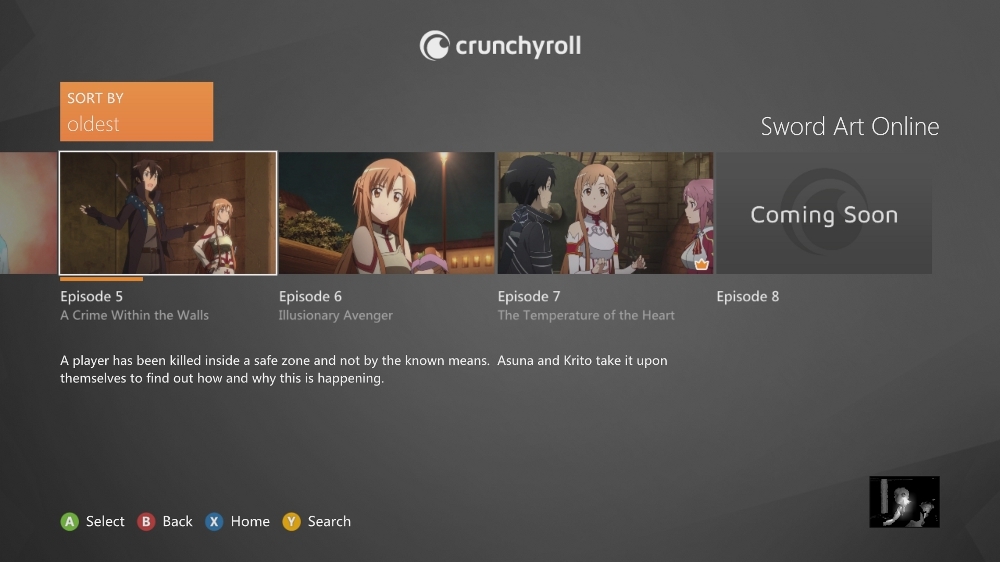 crunchyroll
SORT BY
oldest
Sword Art Online
Coming Soon
Episode 5
Episode 6
Episode 7
Episode 8
A Crime Within the Walls
Illusionary Avenger
The Temperature of the Heart
A player has been killed inside a safe zone and not by the known means.  Asuna and Krito take it upon
themselves to find out how and why this is happening.
A Select B Back X Home Y Search